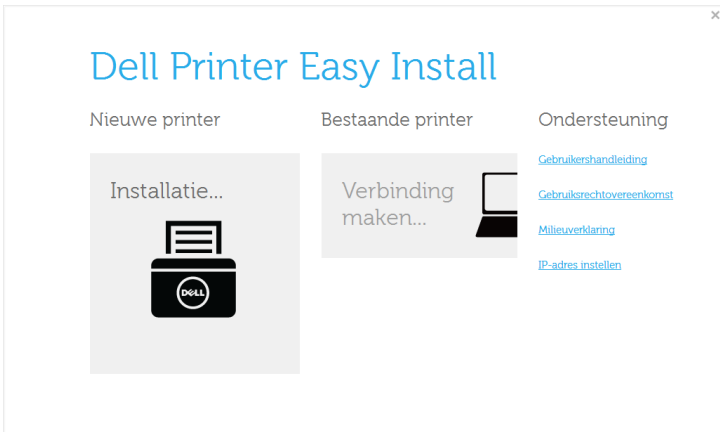 ×
Dell Printer Easy Install
Nieuwe printer
Installatie...
DELL
Bestaande printer
Verbinding
maken...
Ondersteuning
Gebruikershandleiding
Gebruiksrechtovereenkomst
Milieuverklaring
IP-adres instellen